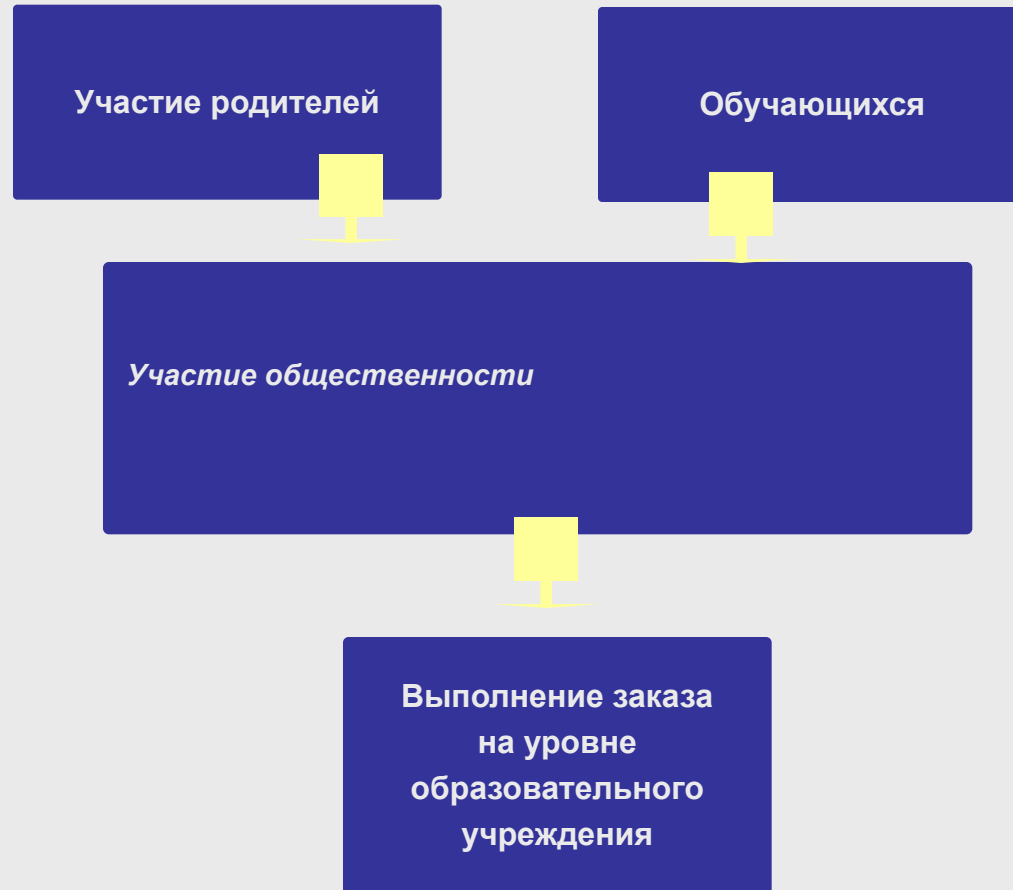 Участие родителей
Обучающихся
Участие общественности
Выполнение заказа
на уровне
образовательного
учреждения